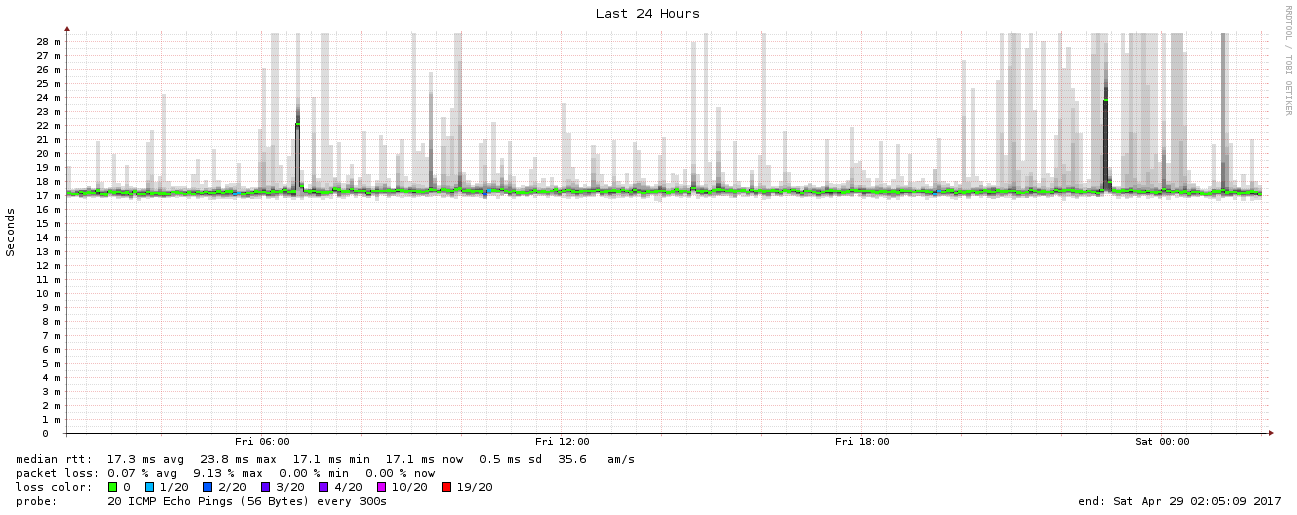 Last 24 Hours
RRDTOOL / TOBI OETIKER
Seconds
28 m
27 m
26 m
25 m
24 m
23 m
22 m
21 m
20 m
19 m
18 m
17 m
16 m
15 m
14 m
13 m
12 m
11 m
10 m
9 m
8 m
7 m
6 m
5 m
4 m
3 m
2 m
1 m
0
Fri 06:00 Fri 12:00 Fri 18:00 Sat 00:00
median rtt: 17.3 ms avg 23.8 ms max 17.1 ms min 17.1 ms now 0.5 ms sd 35.6 am/s
packet loss: 0.07 % avg 9.13 % max 0.00 % min 0.00 % now
loss color: 0 1/20 2/20 3/20 4/20 10/20 19/20
probe: 20 ICMP Echo Pings (56 Bytes) every 300s end: Sat Apr 29 02:05:09 2017